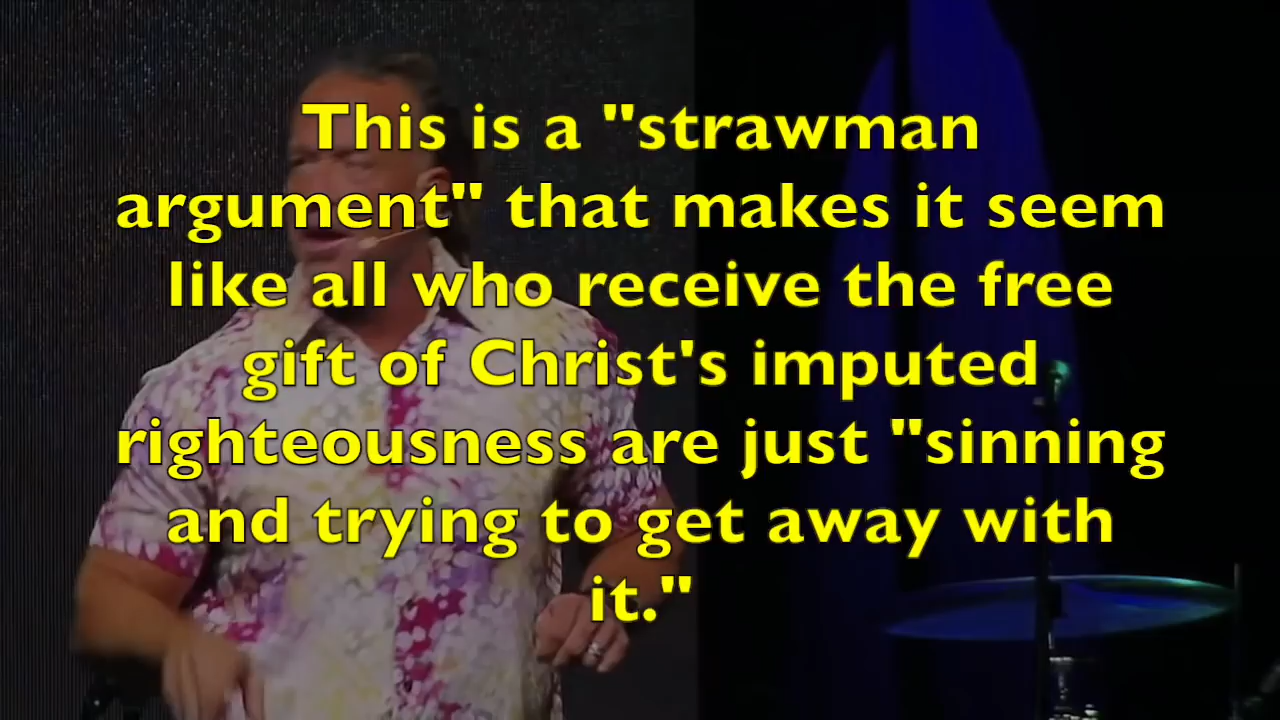 This is a "strawman
argument" that makes it seem
like all who receive the free
gift of Christ's imputed
righteousness are just "sinning
and trying to get away with
it."